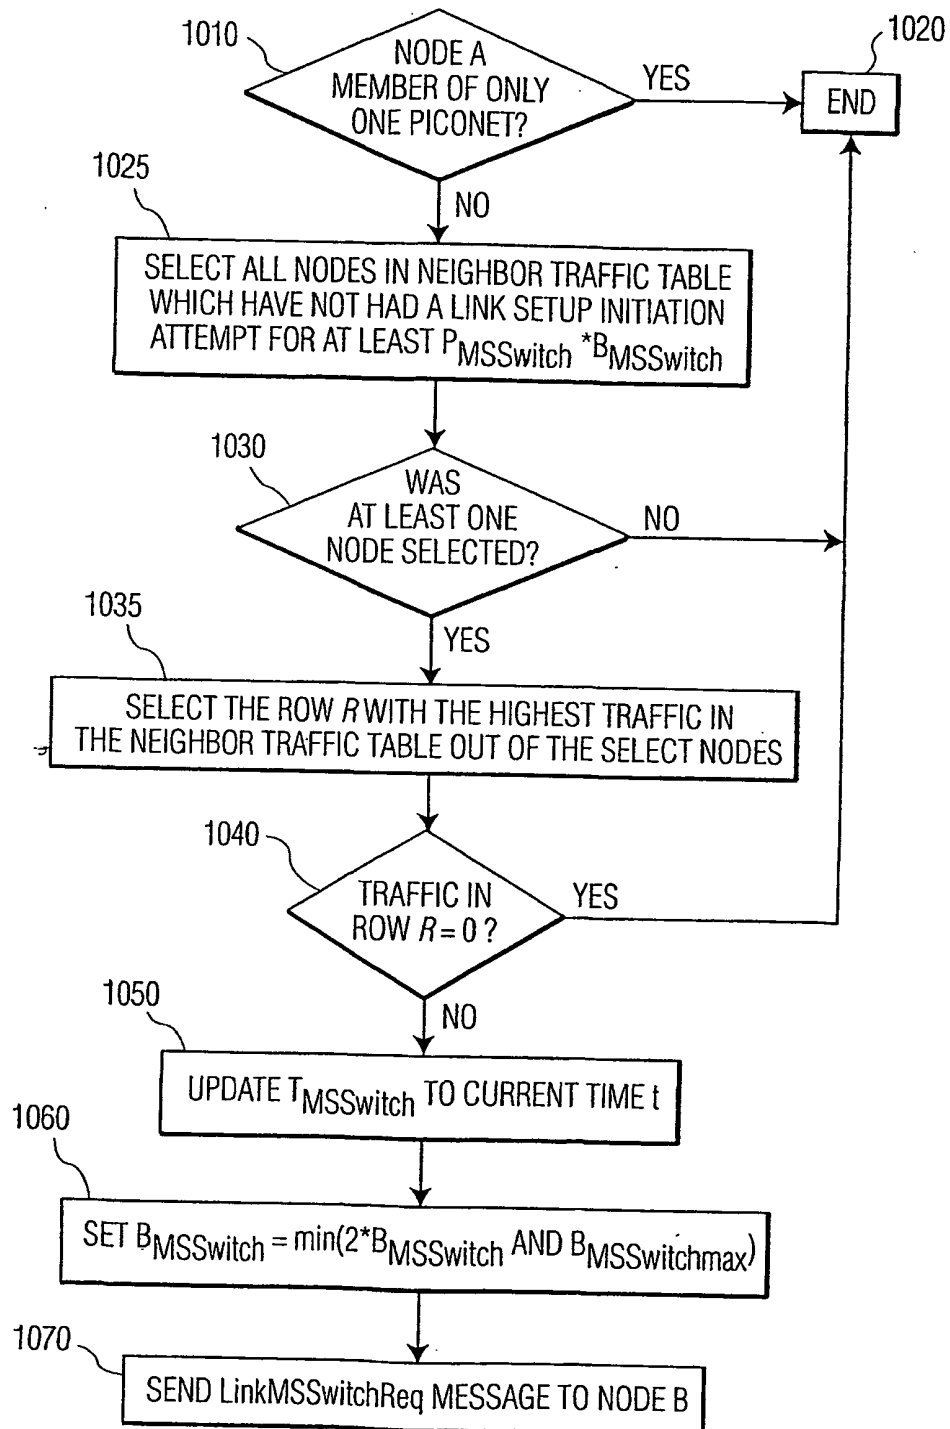 1010
NODE A
MEMBER OF ONLY
ONE PICONET?
YES
1020
END
NO
1025
SELECT ALL NODES IN NEIGHBOR TRAFFIC TABLE
WHICH HAVE NOT HAD A LINK SETUP INITIATION
ATTEMPT FOR AT LEAST PMSSwitch *BMSSwitch
1030
WAS
AT LEAST ONE
NODE SELECTED?
NO
YES
1035
SELECT THE ROW R WITH THE HIGHEST TRAFFIC IN
THE NEIGHBOR TRAFFIC TABLE OUT OF THE SELECT NODES
1040
TRAFFIC IN
ROW R = 0 ?
YES
NO
1050
UPDATE TMSSwitch TO CURRENT TIME t
1060
SET BMSSwitch = min(2*BMSSwitch AND BMSSwitchmax)
1070
SEND LinkMSSwitchReq MESSAGE TO NODE B